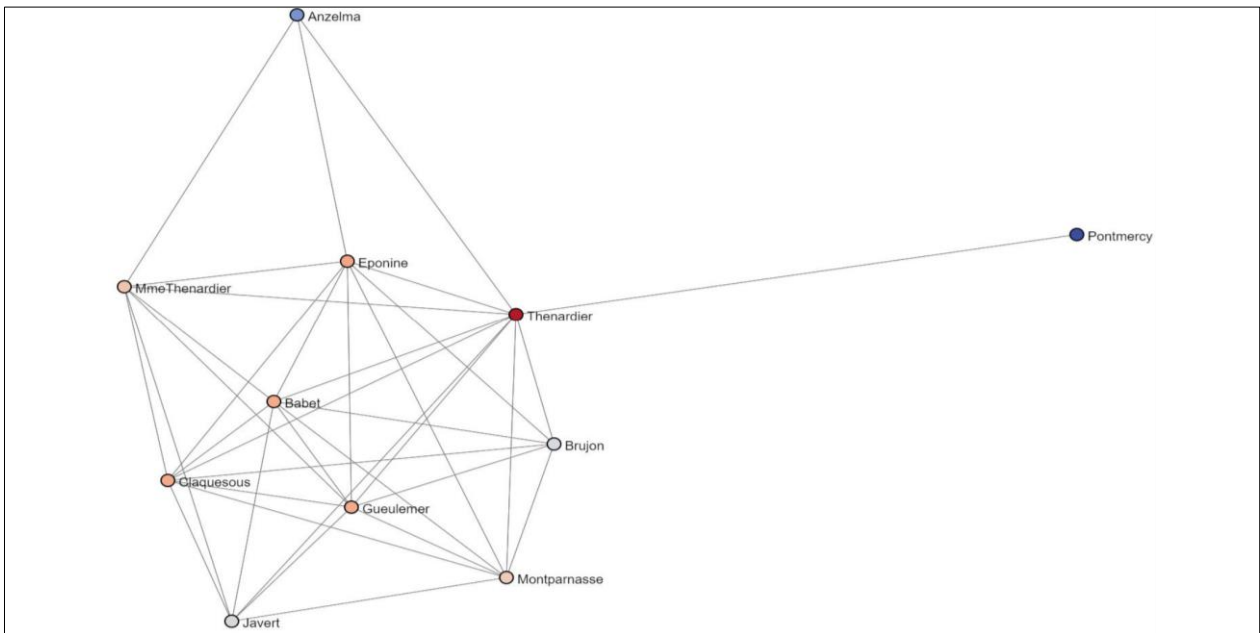 Anzelma
Pontmercy
Eponine
MmeThenardier
Thenardier
Babet
Brujon
Claquesous
Gueulemer
Montparnasse
Javert